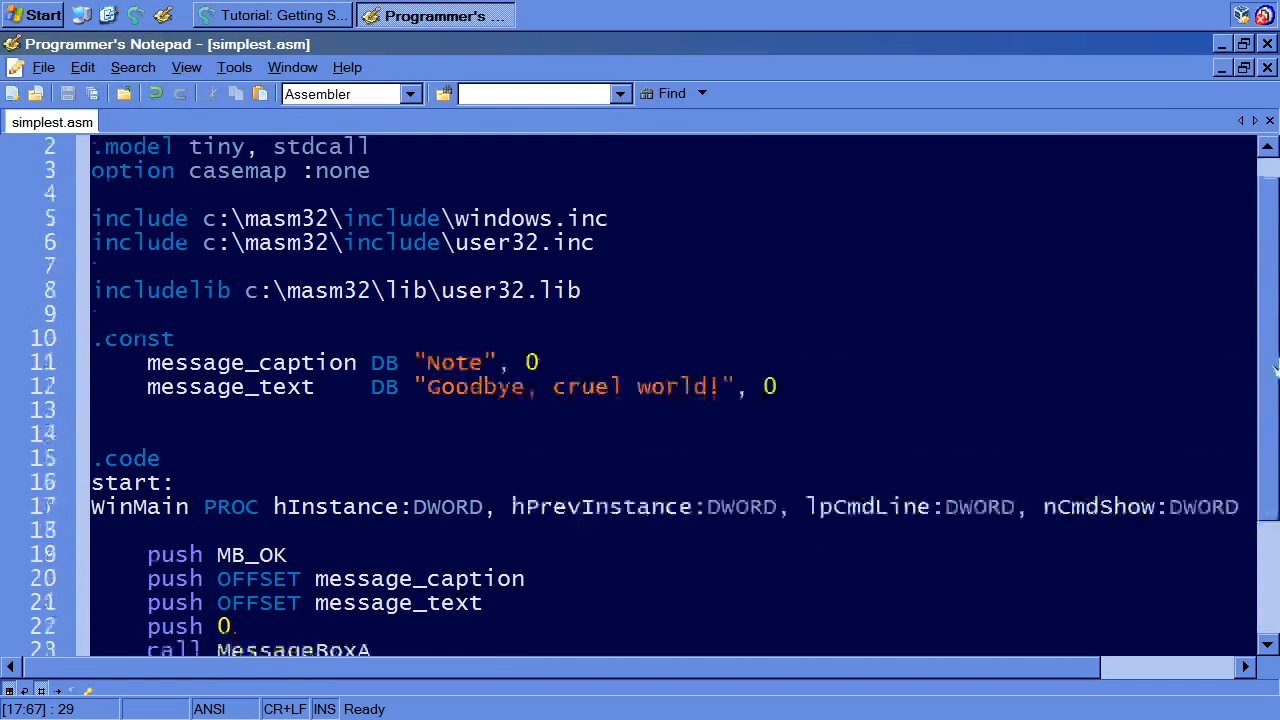 Start Tutorial: Getting S... Programmer's ...
Programmer's Notepad - [simplest.asm]
File Edit Search View Tools Window Help
Assembler Find
simplest.asm
2 .model tiny, stdcall
3 option casemap :none
4
5 include c:\masm32\include\windows.inc
6 include c:\masm32\include\user32.inc
7
8 includelib c:\masm32\lib\user32.lib
9
10 .const
11 message_caption DB "Note", 0
12 message_text DB "Goodbye, cruel world!", 0
13
14
15 .code
16 start:
17 WinMain PROC hInstance:DWORD, hPrevInstance:DWORD, lpCmdLine:DWORD, nCmdShow:DWORD
18
19 push MB_OK
20 push OFFSET message_caption
21 push OFFSET message_text
22 push 0
23 call MessageBoxA
[17:67] : 29 ANSI CR+LF INS Ready